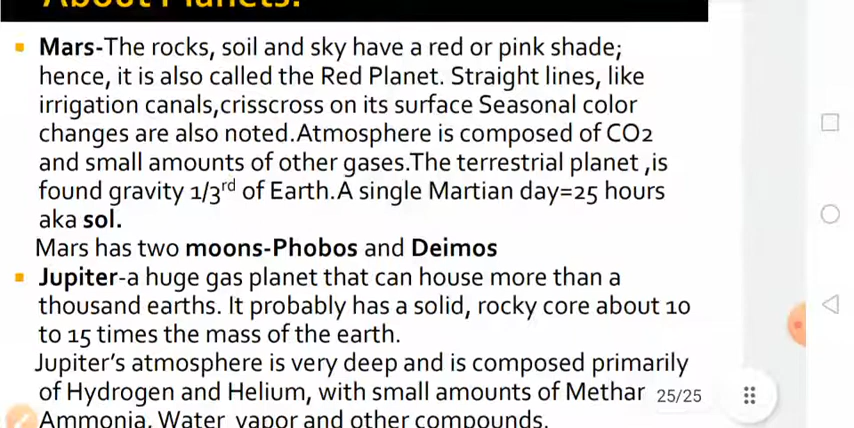 About Planets:
Mars-The rocks, soil and sky have a red or pink shade;
hence, it is also called the Red Planet. Straight lines, like
irrigation canals,crisscross on its surface Seasonal color
changes are also noted.Atmosphere is composed of CO2
and small amounts of other gases.The terrestrial planet ,is
found gravity 1/3rd of Earth.A single Martian day=25 hours
aka sol.
Mars has two moons-Phobos and Deimos
Jupiter-a huge gas planet that can house more than a
thousand earths. It probably has a solid, rocky core about 10
to 15 times the mass of the earth.
Jupiter's atmosphere is very deep and is composed primarily
of Hydrogen and Helium, with small amounts of Methan
25/25
Ammonia, Water vapor and other compounds.